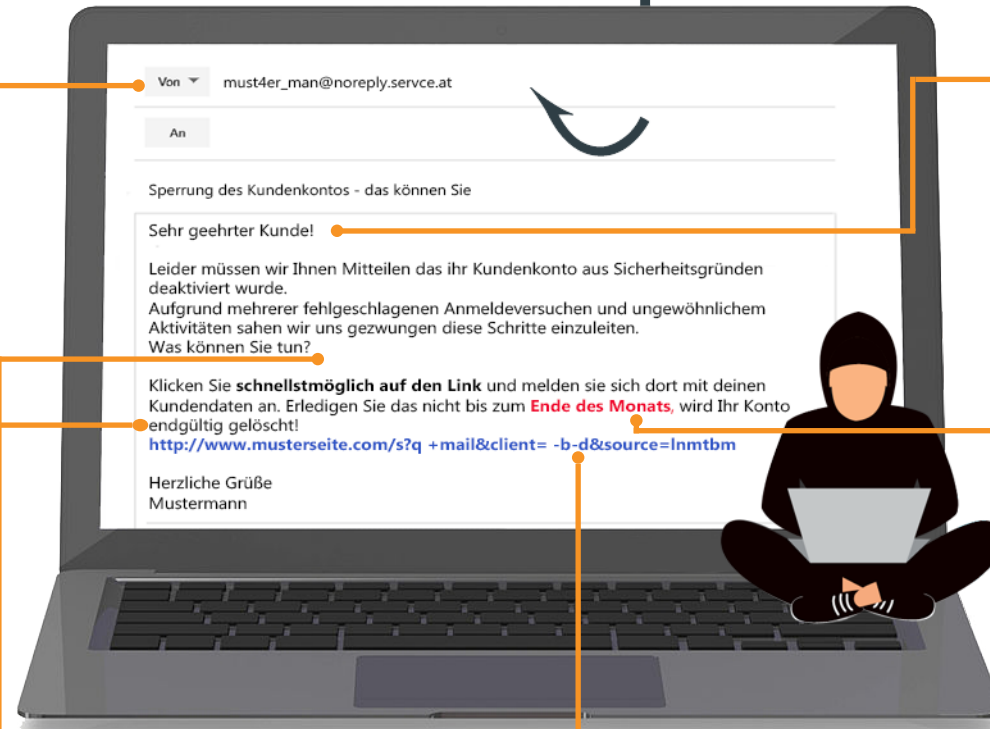 Von must4er_man@noreply.servce.at
An
Sperrung des Kundenkontos - das können Sie
Sehr geehrter Kunde!
Leider müssen wir Ihnen Mitteilen das ihr Kundenkonto aus Sicherheitsgründen
deaktiviert wurde.
Aufgrund mehrerer fehlgeschlagenen Anmeldeversuchen und ungewöhnlichem
Aktivitäten sahen wir uns gezwungen diese Schritte einzuleiten.
Was können Sie tun?
Klicken Sie schnellstmöglich auf den Link und melden sie sich dort mit deinen
Kundendaten an. Erledigen Sie das nicht bis zum Ende des Monats, wird Ihr Konto
endgültig gelöscht!
http://www.musterseite.com/s?q +mail&client= -b-d&source=lnmtbm
Herzliche Grüße
Mustermann